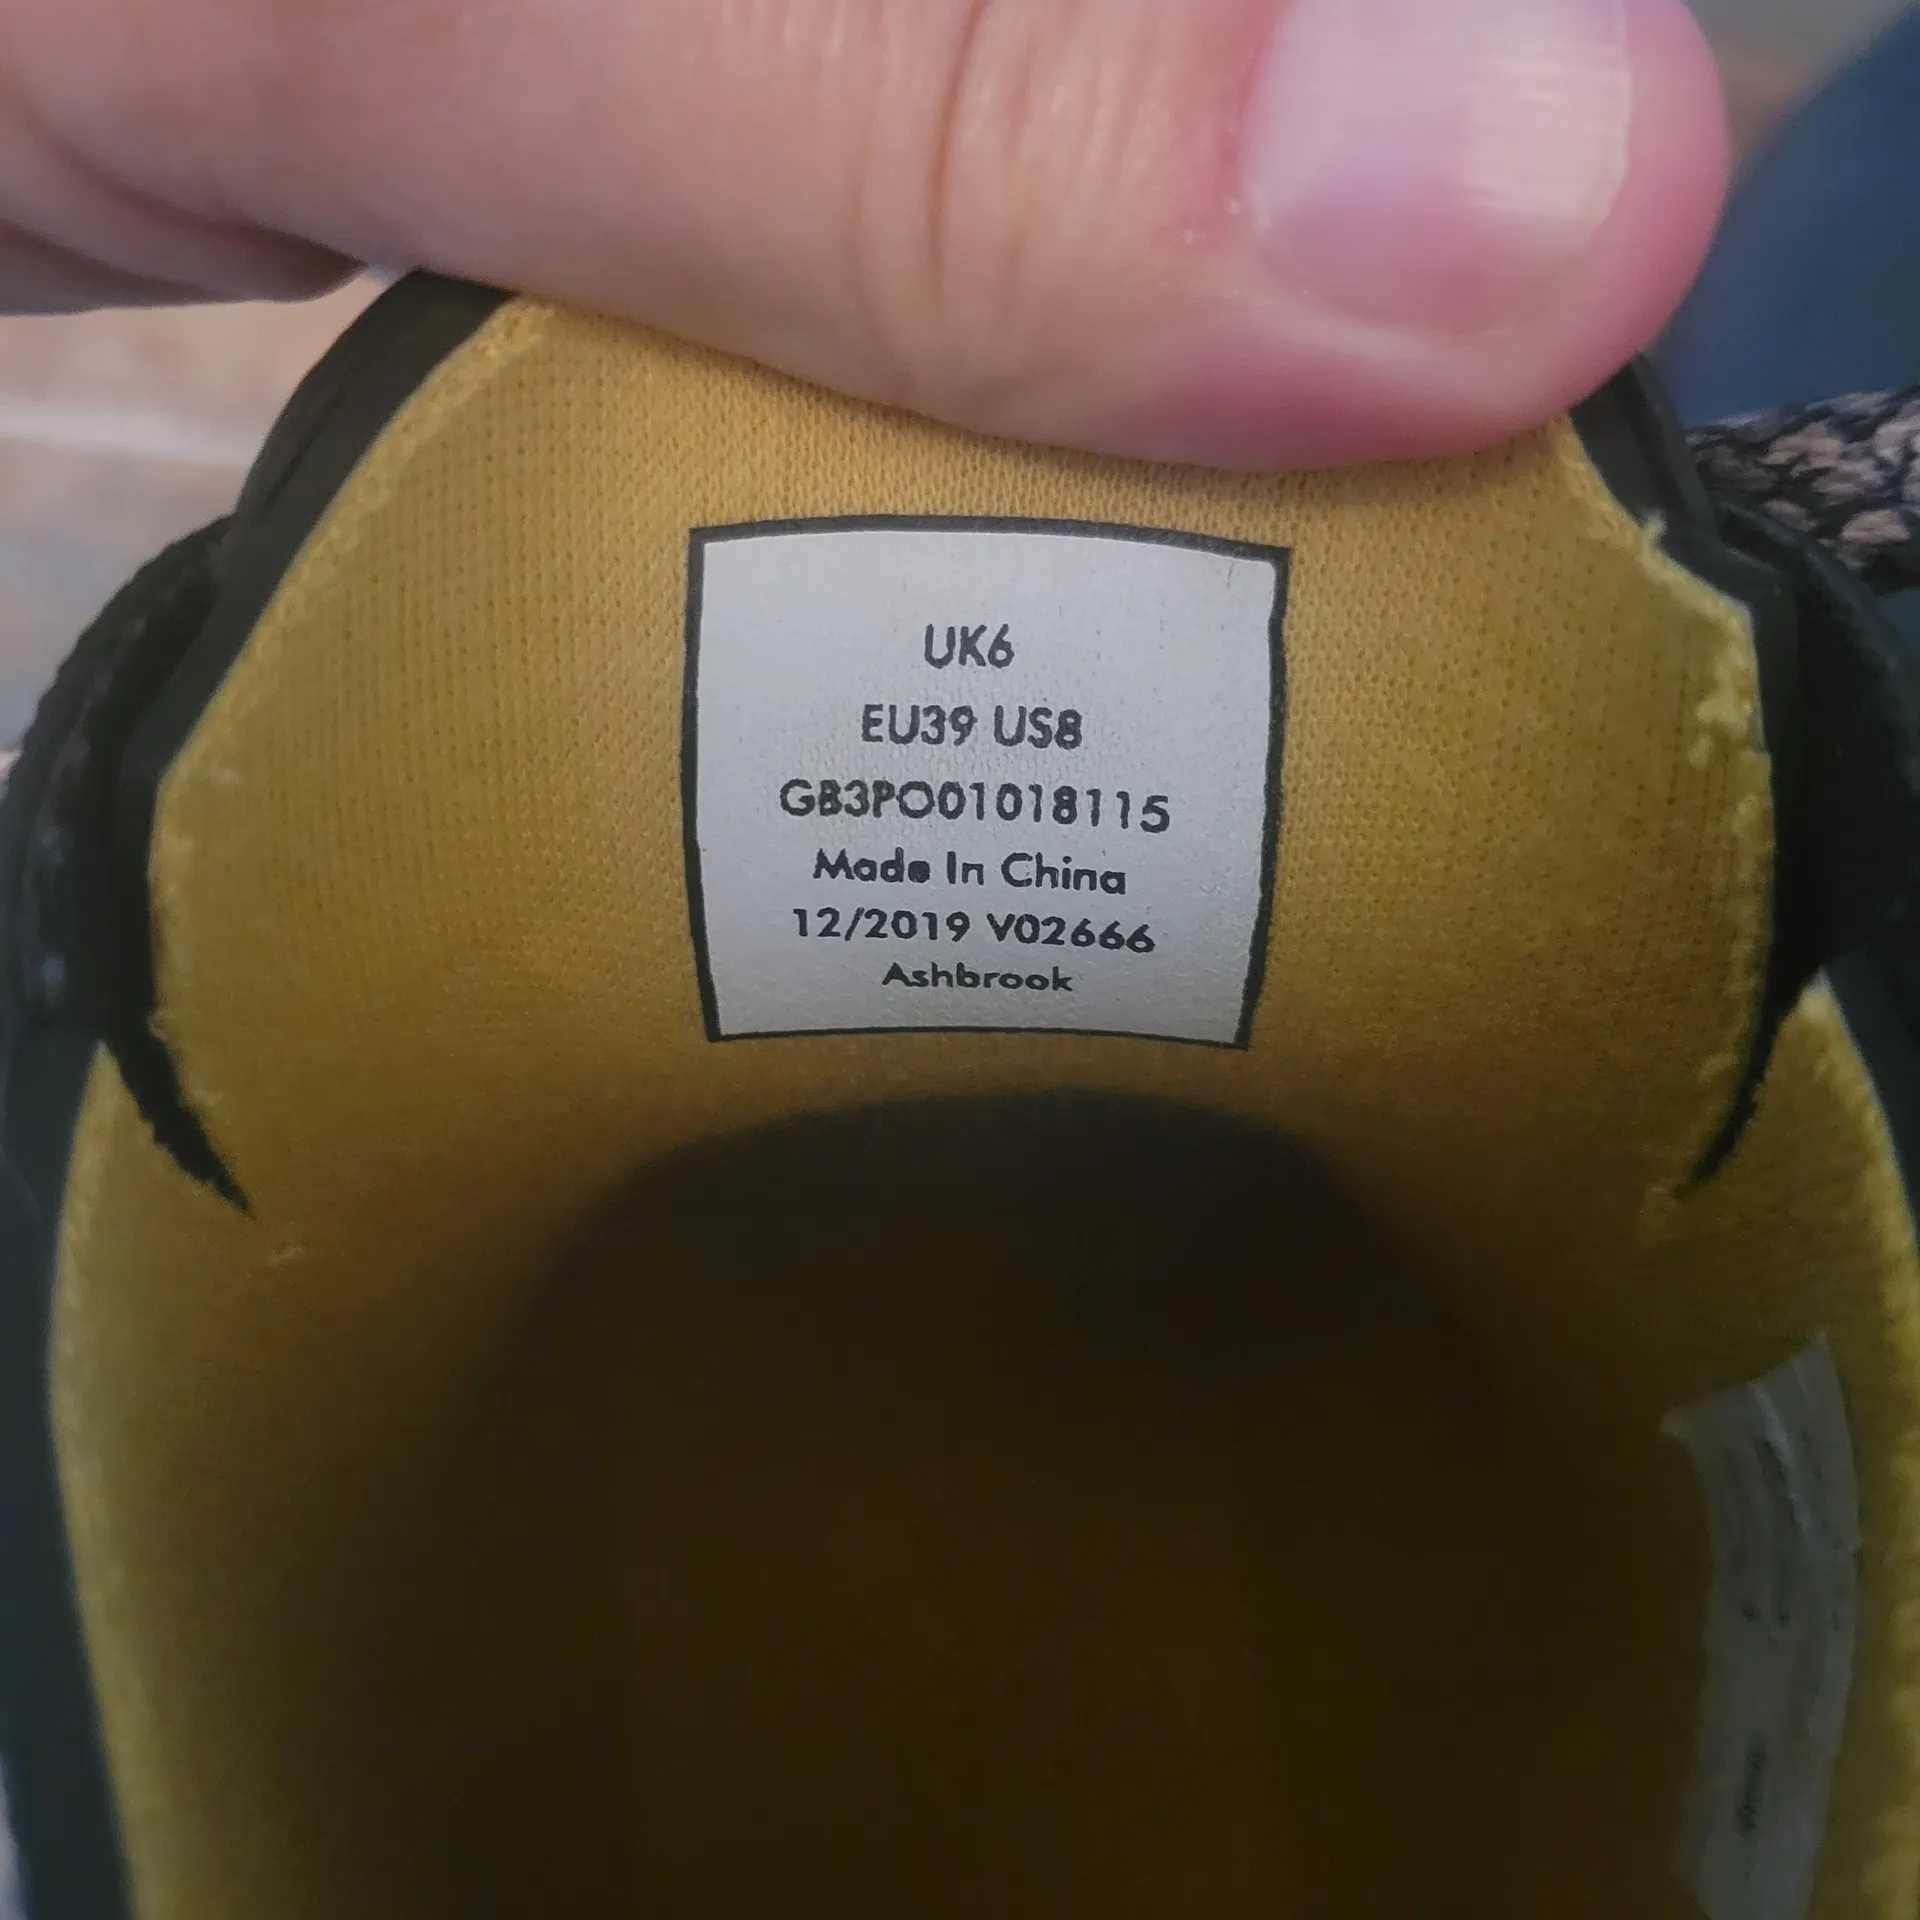 UK6
EU39 US8
GB3PO01018115
Made In China
12/2019 V02666
Ashbrook